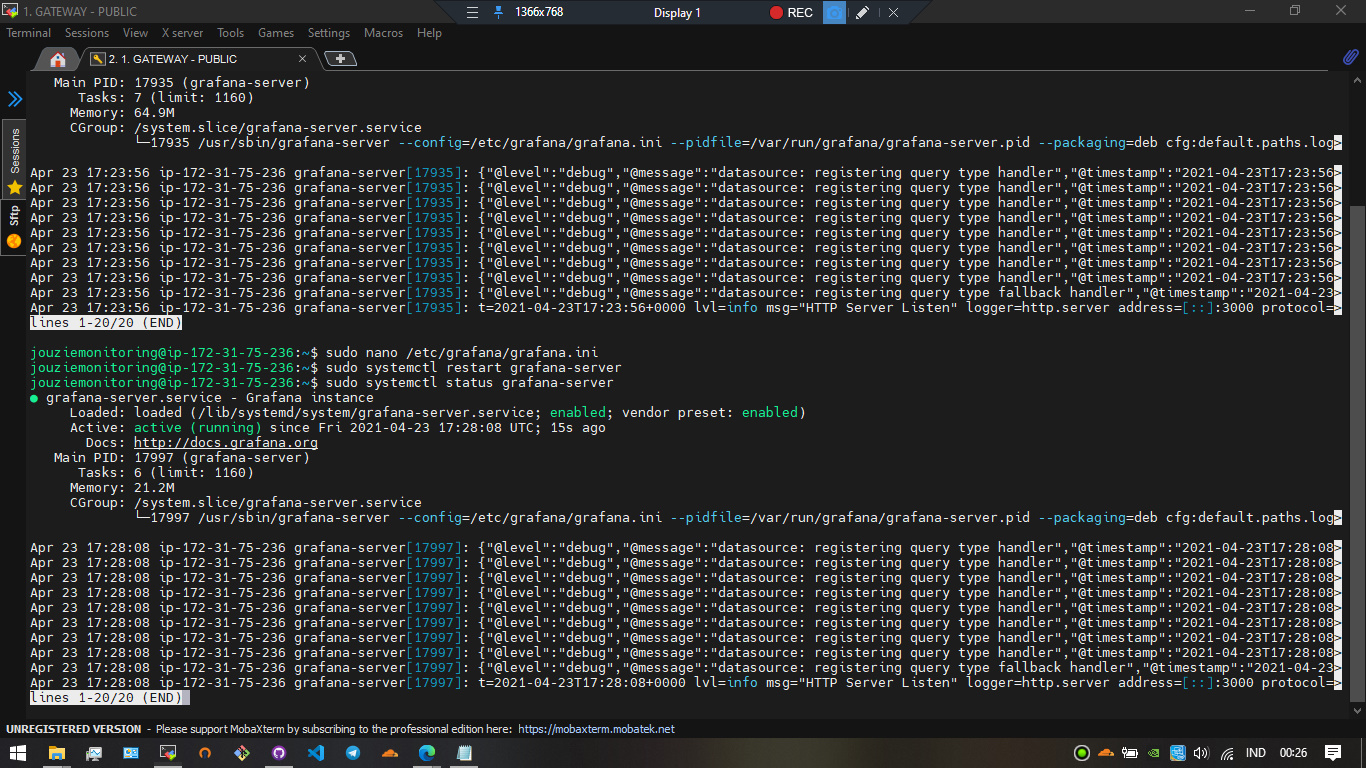 1. GATEWAY - PUBLIC
1366x768
Display 1
REC
Terminal Sessions View X server Tools Games Settings Macros Help
2. 1. GATEWAY - PUBLIC
Sessions
Sftp
Main PID: 17935 (grafana-server)
Tasks: 7 (limit: 1160)
Memory: 64.9M
CGroup: /system.slice/grafana-server.service
└─17935 /usr/sbin/grafana-server --config=/etc/grafana/grafana.ini --pidfile=/var/run/grafana/grafana-server.pid --packaging=deb cfg:default.paths.log>
Apr 23 17:23:56 ip-172-31-75-236 grafana-server[17935]: {"@level":"debug","@message":"datasource: registering query type handler","@timestamp":"2021-04-23T17:23:56>
Apr 23 17:23:56 ip-172-31-75-236 grafana-server[17935]: {"@level":"debug","@message":"datasource: registering query type handler","@timestamp":"2021-04-23T17:23:56>
Apr 23 17:23:56 ip-172-31-75-236 grafana-server[17935]: {"@level":"debug","@message":"datasource: registering query type handler","@timestamp":"2021-04-23T17:23:56>
Apr 23 17:23:56 ip-172-31-75-236 grafana-server[17935]: {"@level":"debug","@message":"datasource: registering query type handler","@timestamp":"2021-04-23T17:23:56>
Apr 23 17:23:56 ip-172-31-75-236 grafana-server[17935]: {"@level":"debug","@message":"datasource: registering query type handler","@timestamp":"2021-04-23T17:23:56>
Apr 23 17:23:56 ip-172-31-75-236 grafana-server[17935]: {"@level":"debug","@message":"datasource: registering query type handler","@timestamp":"2021-04-23T17:23:56>
Apr 23 17:23:56 ip-172-31-75-236 grafana-server[17935]: {"@level":"debug","@message":"datasource: registering query type handler","@timestamp":"2021-04-23T17:23:56>
Apr 23 17:23:56 ip-172-31-75-236 grafana-server[17935]: {"@level":"debug","@message":"datasource: registering query type handler","@timestamp":"2021-04-23T17:23:56>
Apr 23 17:23:56 ip-172-31-75-236 grafana-server[17935]: {"@level":"debug","@message":"datasource: registering query type fallback handler","@timestamp":"2021-04-23>
Apr 23 17:23:56 ip-172-31-75-236 grafana-server[17935]: t=2021-04-23T17:23:56+0000 lvl=info msg="HTTP Server Listen" logger=http.server address=[::]:3000 protocol=>
lines 1-20/20 (END)
jouziemonitoring@ip-172-31-75-236:~$ sudo nano /etc/grafana/grafana.ini
jouziemonitoring@ip-172-31-75-236:~$ sudo systemctl restart grafana-server
jouziemonitoring@ip-172-31-75-236:~$ sudo systemctl status grafana-server
● grafana-server.service - Grafana instance
Loaded: loaded (/lib/systemd/system/grafana-server.service; enabled; vendor preset: enabled)
Active: active (running) since Fri 2021-04-23 17:28:08 UTC; 15s ago
Docs: http://docs.grafana.org
Main PID: 17997 (grafana-server)
Tasks: 6 (limit: 1160)
Memory: 21.2M
CGroup: /system.slice/grafana-server.service
└─17997 /usr/sbin/grafana-server --config=/etc/grafana/grafana.ini --pidfile=/var/run/grafana/grafana-server.pid --packaging=deb cfg:default.paths.log>
Apr 23 17:28:08 ip-172-31-75-236 grafana-server[17997]: {"@level":"debug","@message":"datasource: registering query type handler","@timestamp":"2021-04-23T17:28:08>
Apr 23 17:28:08 ip-172-31-75-236 grafana-server[17997]: {"@level":"debug","@message":"datasource: registering query type handler","@timestamp":"2021-04-23T17:28:08>
Apr 23 17:28:08 ip-172-31-75-236 grafana-server[17997]: {"@level":"debug","@message":"datasource: registering query type handler","@timestamp":"2021-04-23T17:28:08>
Apr 23 17:28:08 ip-172-31-75-236 grafana-server[17997]: {"@level":"debug","@message":"datasource: registering query type handler","@timestamp":"2021-04-23T17:28:08>
Apr 23 17:28:08 ip-172-31-75-236 grafana-server[17997]: {"@level":"debug","@message":"datasource: registering query type handler","@timestamp":"2021-04-23T17:28:08>
Apr 23 17:28:08 ip-172-31-75-236 grafana-server[17997]: {"@level":"debug","@message":"datasource: registering query type handler","@timestamp":"2021-04-23T17:28:08>
Apr 23 17:28:08 ip-172-31-75-236 grafana-server[17997]: {"@level":"debug","@message":"datasource: registering query type handler","@timestamp":"2021-04-23T17:28:08>
Apr 23 17:28:08 ip-172-31-75-236 grafana-server[17997]: {"@level":"debug","@message":"datasource: registering query type handler","@timestamp":"2021-04-23T17:28:08>
Apr 23 17:28:08 ip-172-31-75-236 grafana-server[17997]: {"@level":"debug","@message":"datasource: registering query type fallback handler","@timestamp":"2021-04-23>
Apr 23 17:28:08 ip-172-31-75-236 grafana-server[17997]: t=2021-04-23T17:28:08+0000 lvl=info msg="HTTP Server Listen" logger=http.server address=[::]:3000 protocol=>
lines 1-20/20 (END)
UNREGISTERED VERSION - Please support MobaXterm by subscribing to the professional edition here: https://mobaxterm.mobatek.net
IND 00:26